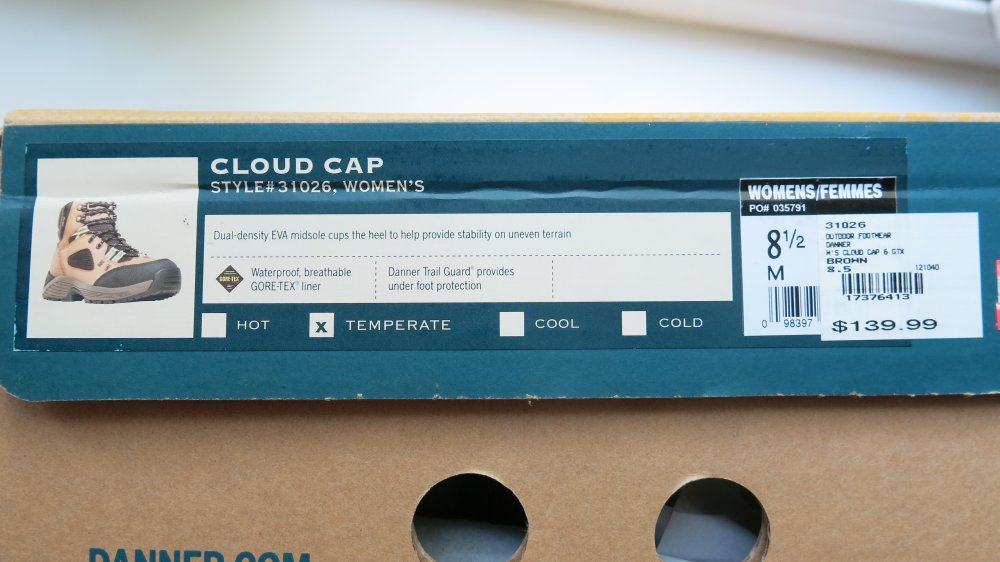 CLOUD CAP
STYLE#31026, WOMEN'S
Dual-density EVA midsole cups the heel to help provide stability on uneven terrain
GORE-TEX
Waterproof, breathable
GORE-TEX® liner
Danner Trail Guard® provides
under foot protection
HOT
X TEMPERATE
COOL
COLD
WOMENS/FEMMES
PO# 035791
8 1/2
M
0 98397
31026
OUTDOOR FOOTWEAR
DANNER
W'S CLOUD CAP 6 GTX
BROWN
8.5
121040
17376413
$139.99
DANNER.COM